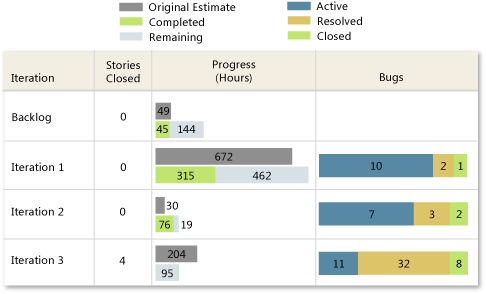 Original Estimate Active
Completed Resolved
Remaining Closed
Iteration Stories Closed Progress (Hours) Bugs
Backlog 0 49
45 144
Iteration 1 0 672 10 2 1
315 462
Iteration 2 0 30 7 3 2
76 19
Iteration 3 4 204 11 32 8
95